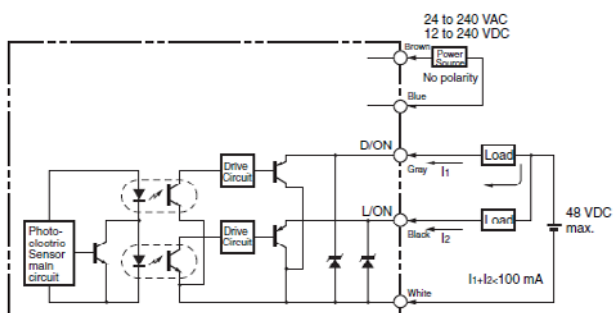 24 to 240 VAC
12 to 240 VDC
Brown
Power
Source
No polarity
Blue
D/ON
Drive
Circuit
Load
Gray
I1
L/ON
Photo-
electric
Sensor
main
circuit
Drive
Circuit
Load
Black
I2
48 VDC
max.
I1+I2<100 mA
White